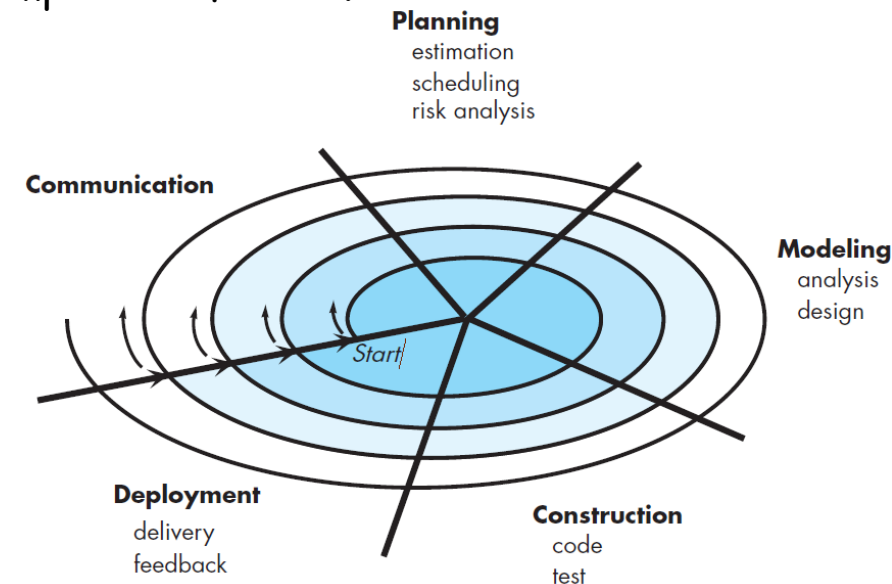 Planning
estimation
scheduling
risk analysis
Communication
Modeling
analysis
design
Start
Deployment
delivery
feedback
Construction
code
test